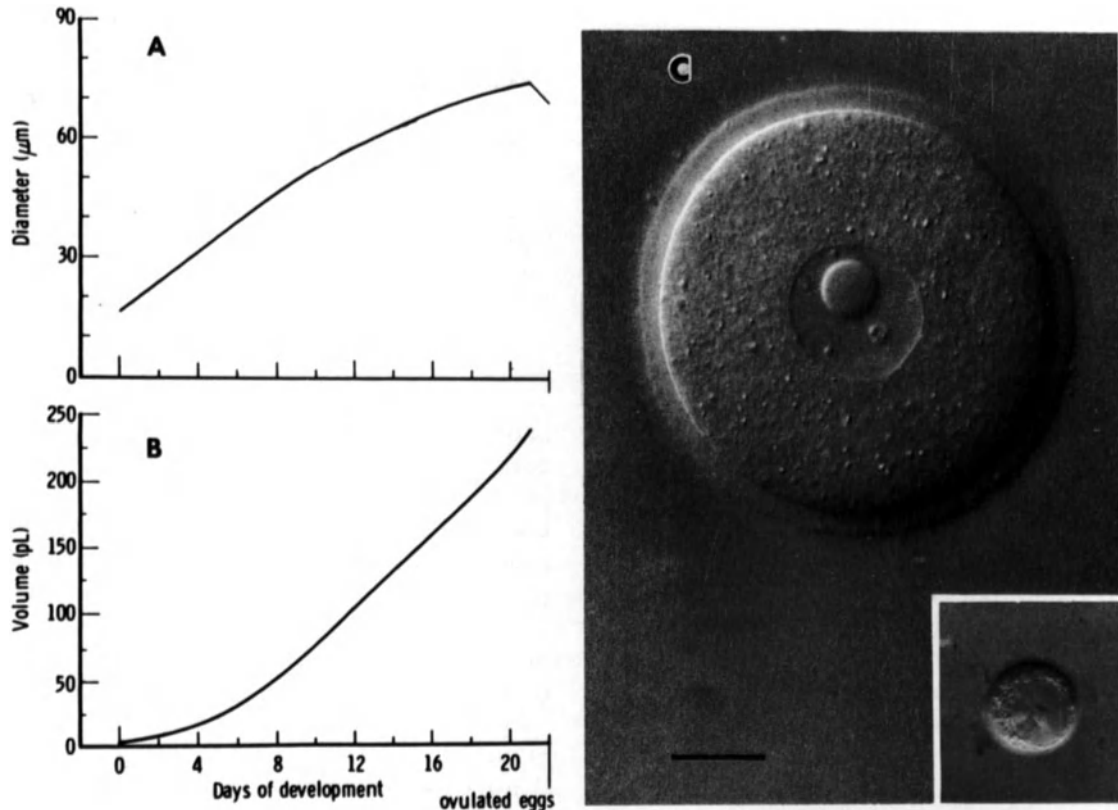 A
90
60
30
0
Diameter (µm)
B
250
200
150
100
50
0
Volume (pL)
0 4 8 12 16 20
Days of development
ovulated eggs
C